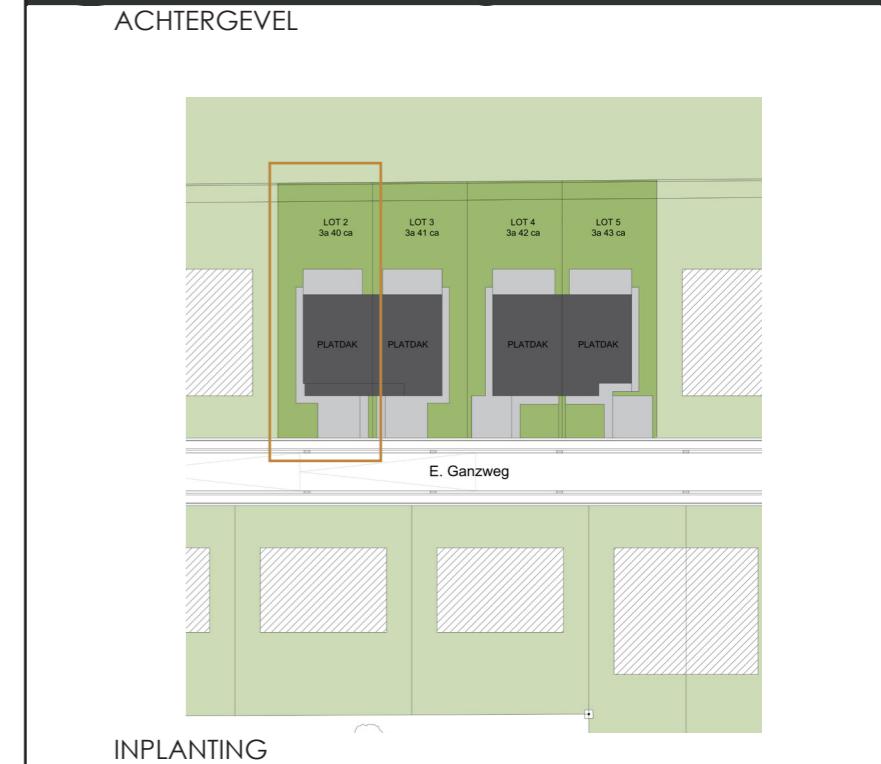 ACHTERGEVEL
LOT 2
3a 40 ca
LOT 3
3a 41 ca
LOT 4
3a 42 ca
LOT 5
3a 43 ca
PLATDAK
PLATDAK
PLATDAK
PLATDAK
E. Ganzweg
INPLANTING